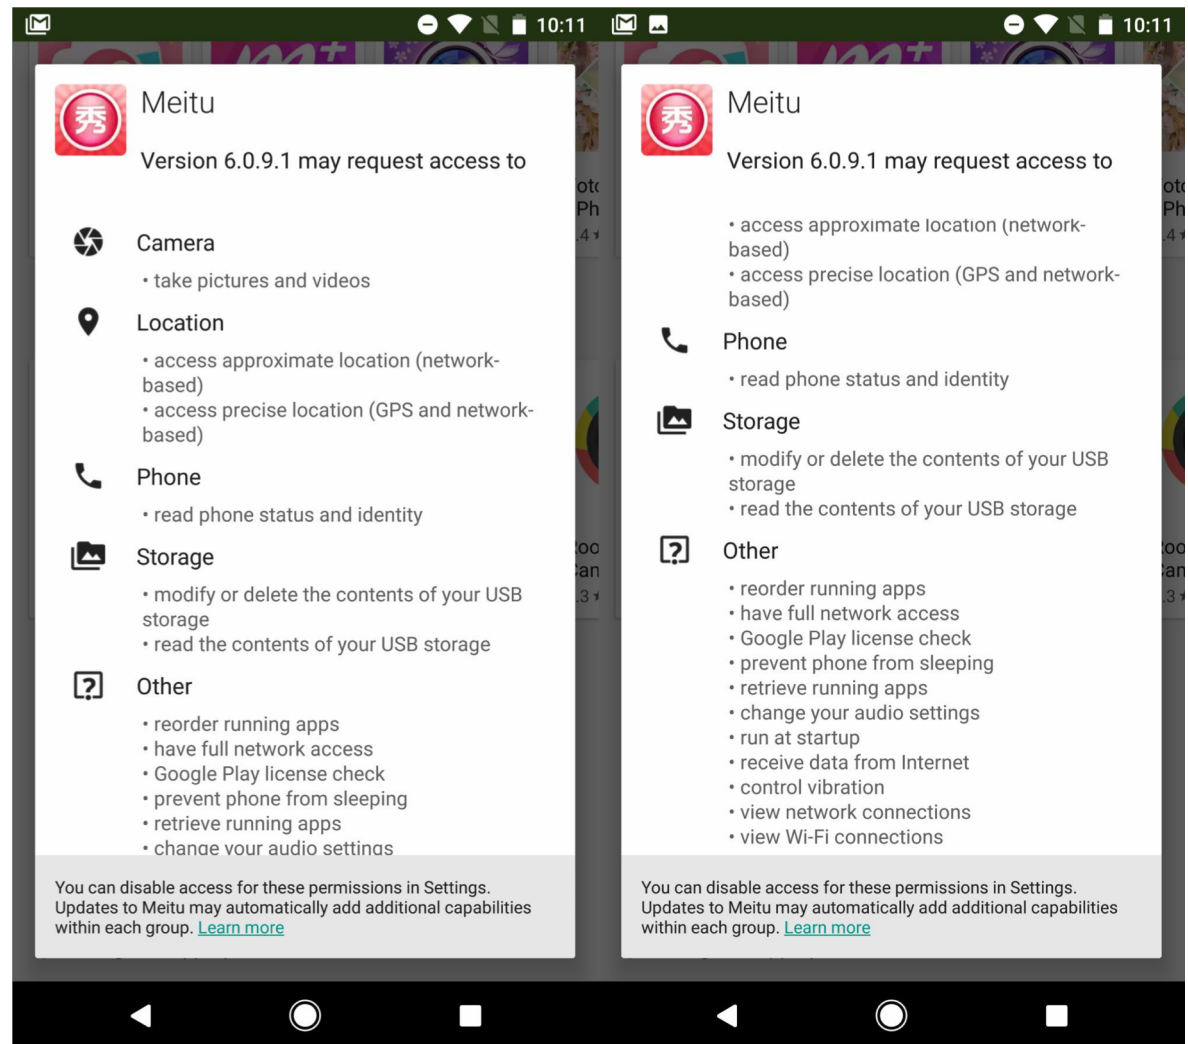 10:11
Meitu
秀
Version 6.0.9.1 may request access to
Camera
• take pictures and videos
Location
• access approximate location (network-
based)
• access precise location (GPS and network-
based)
Phone
• read phone status and identity
Storage
• modify or delete the contents of your USB
storage
• read the contents of your USB storage
Other
• reorder running apps
• have full network access
• Google Play license check
• prevent phone from sleeping
• retrieve running apps
• change your audio settings
You can disable access for these permissions in Settings.
Updates to Meitu may automatically add additional capabilities
within each group. Learn more
10:11
Meitu
秀
Version 6.0.9.1 may request access to
• access approximate location (network-
based)
• access precise location (GPS and network-
based)
Phone
• read phone status and identity
Storage
• modify or delete the contents of your USB
storage
• read the contents of your USB storage
Other
• reorder running apps
• have full network access
• Google Play license check
• prevent phone from sleeping
• retrieve running apps
• change your audio settings
• run at startup
• receive data from Internet
• control vibration
• view network connections
• view Wi-Fi connections
You can disable access for these permissions in Settings.
Updates to Meitu may automatically add additional capabilities
within each group. Learn more